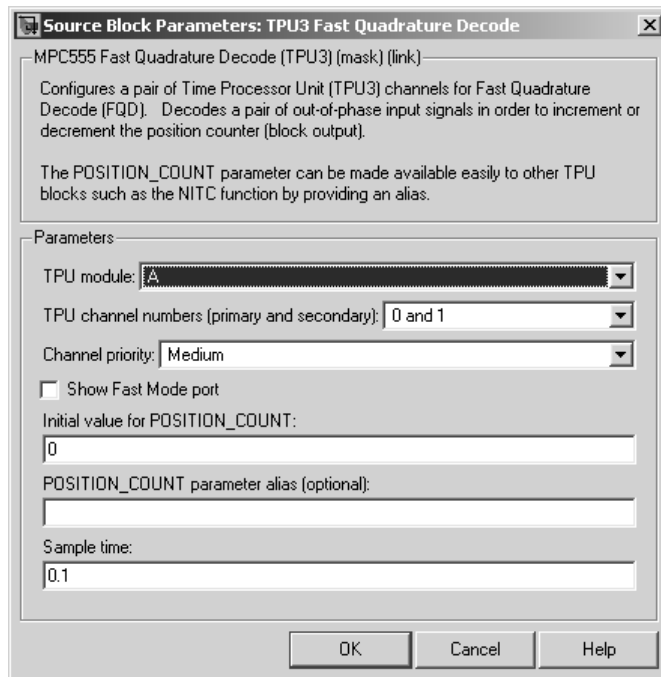 Source Block Parameters: TPU3 Fast Quadrature Decode
MPC555 Fast Quadrature Decode (TPU3) (mask) (link)
Configures a pair of Time Processor Unit (TPU3) channels for Fast Quadrature
Decode (FQD).   Decodes a pair of out-of-phase input signals in order to increment or
decrement the position counter (block output).
The POSITION_COUNT parameter can be made available easily to other TPU
blocks such as the NITC function by providing an alias.
Parameters
TPU module: A
TPU channel numbers (primary and secondary): 0 and 1
Channel priority: Medium
Show Fast Mode port
Initial value for POSITION_COUNT:
0
POSITION_COUNT parameter alias (optional):
Sample time:
0.1
OK Cancel Help